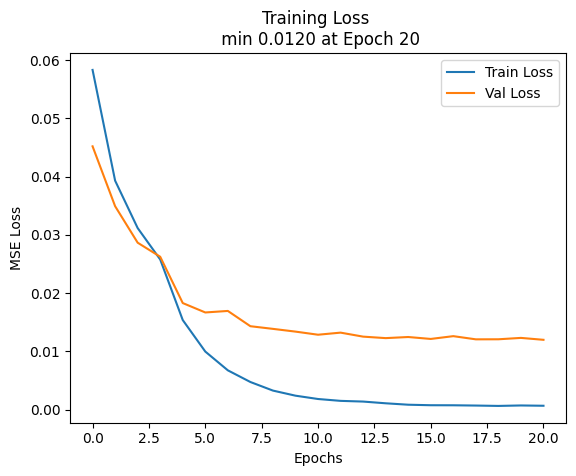 Training Loss
min 0.0120 at Epoch 20
Train Loss
Val Loss
MSE Loss
0.06
0.05
0.04
0.03
0.02
0.01
0.00
0.0 2.5 5.0 7.5 10.0 12.5 15.0 17.5 20.0
Epochs